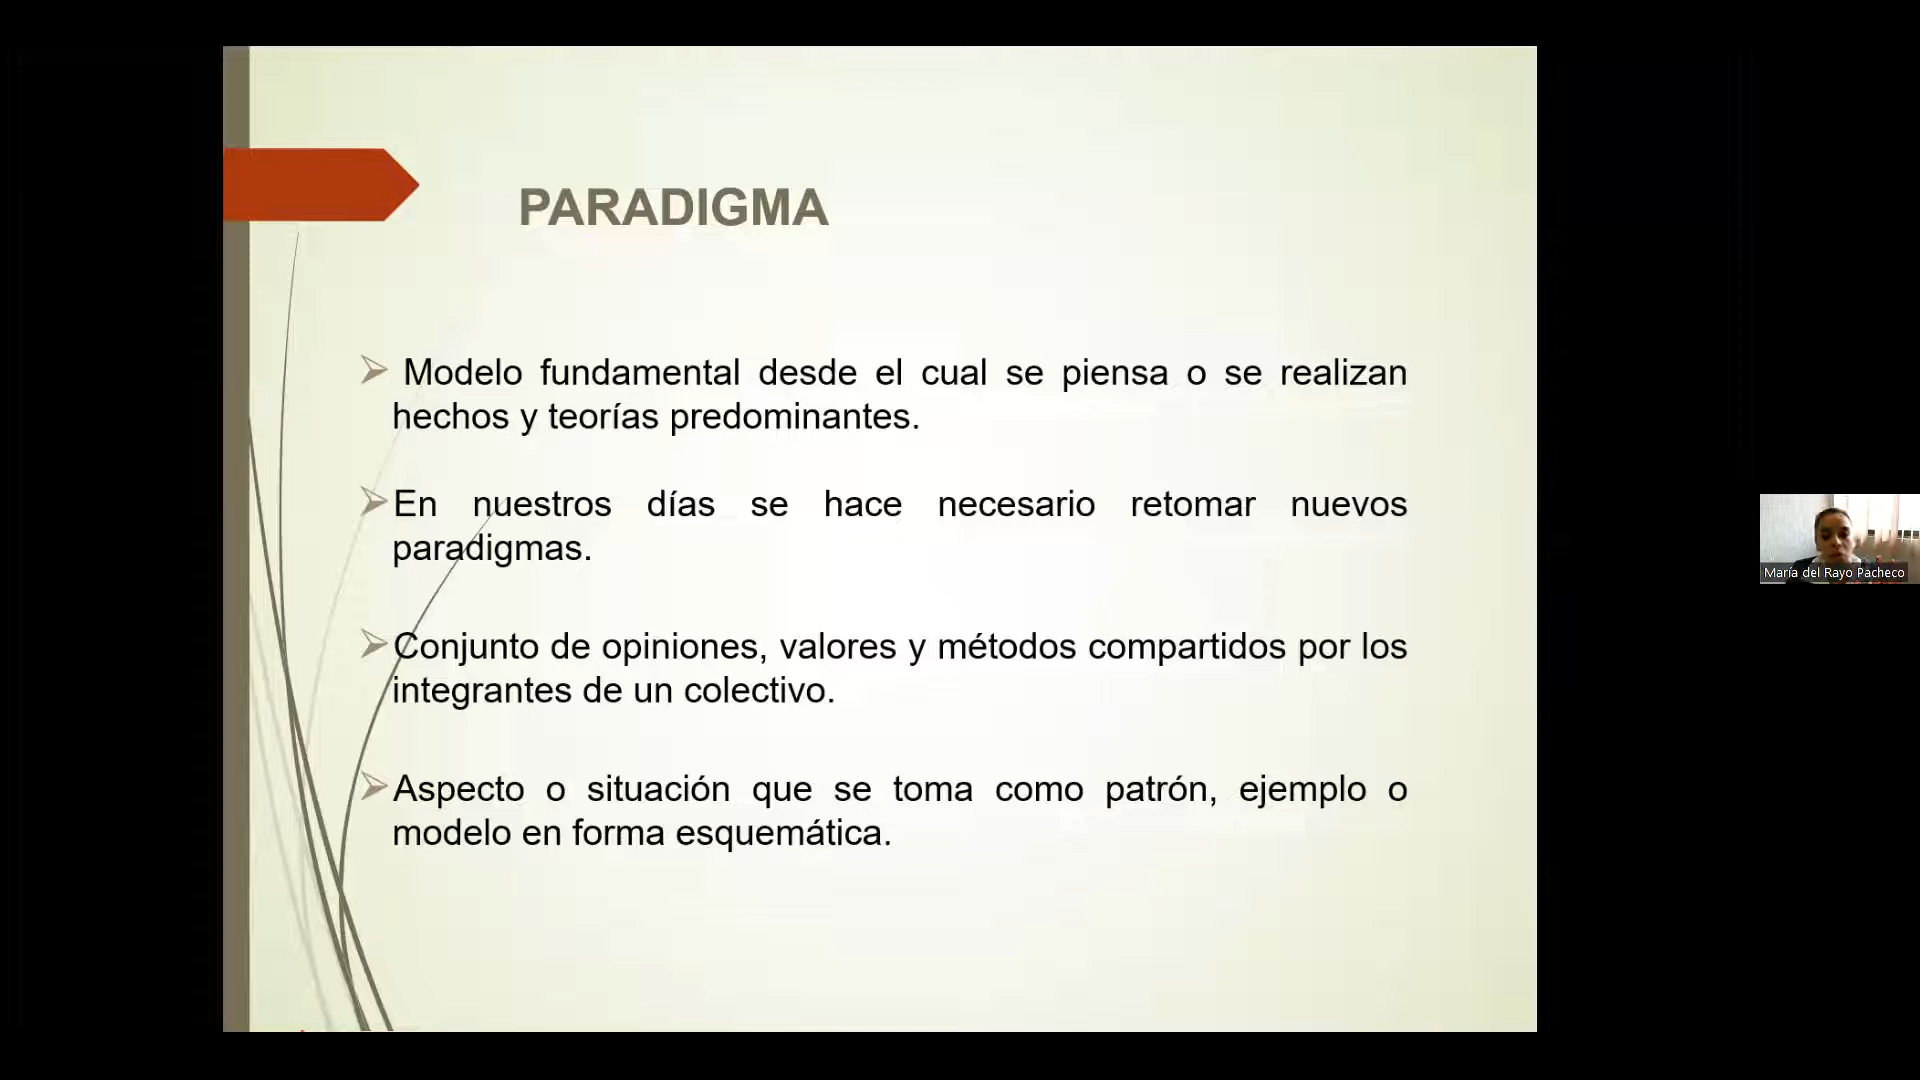 PARADIGMA
Modelo fundamental desde el cual se piensa o se realizan
hechos y teorías predominantes.
En nuestros días se hace necesario retomar nuevos
paradigmas.
Conjunto de opiniones, valores y métodos compartidos por los
integrantes de un colectivo.
Aspecto o situación que se toma como patrón, ejemplo o
modelo en forma esquemática.
María del Rayo Pacheco